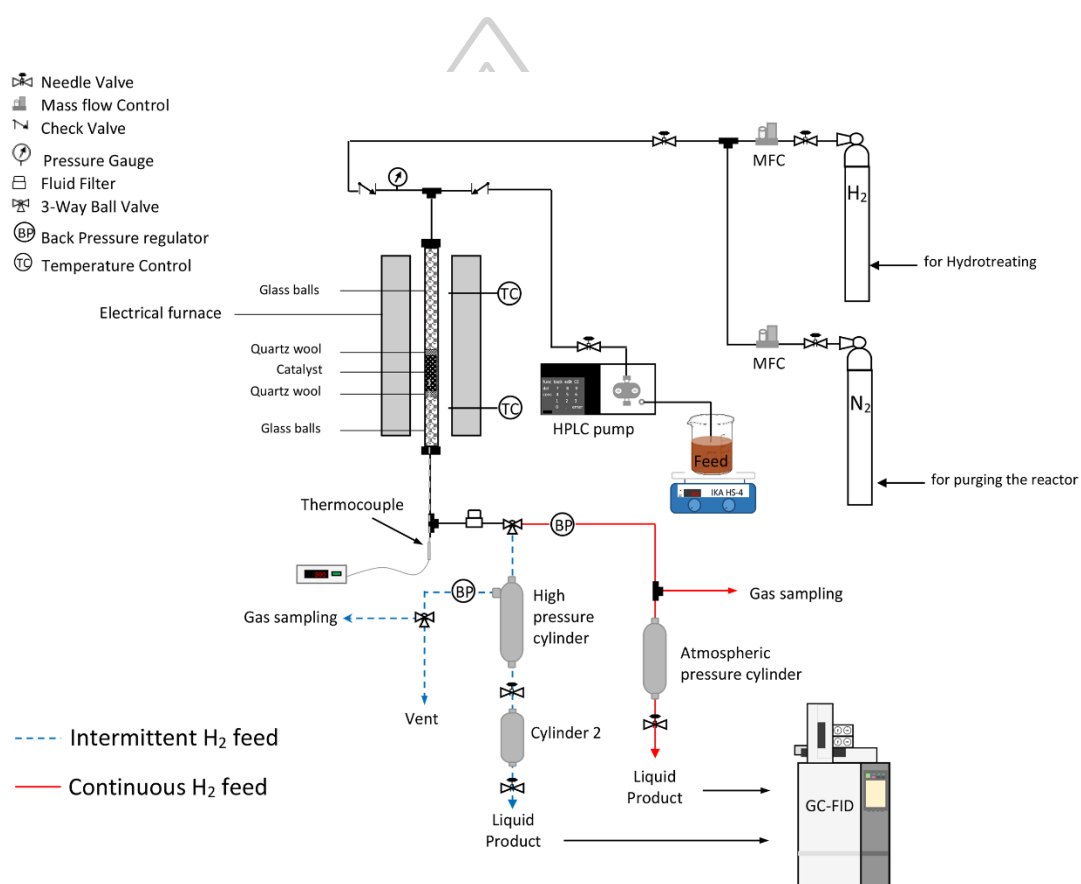 Needle Valve
Mass flow Control
Check Valve
Pressure Gauge
Fluid Filter
3-Way Ball Valve
BP Back Pressure regulator
TC Temperature Control
MFC
H2
for Hydrotreating
Glass balls
TC
Electrical furnace
Quartz wool
Catalyst
Quartz wool
Glass balls
TC
MFC
N2
for purging the reactor
HPLC pump
Feed
IKA HS-4
Thermocouple
BP
BP
Gas sampling
High
pressure
cylinder
Gas sampling
Atmospheric
pressure cylinder
Vent
Cylinder 2
Intermittent H2 feed
Continuous H2 feed
Liquid
Product
Liquid
Product
GC-FID